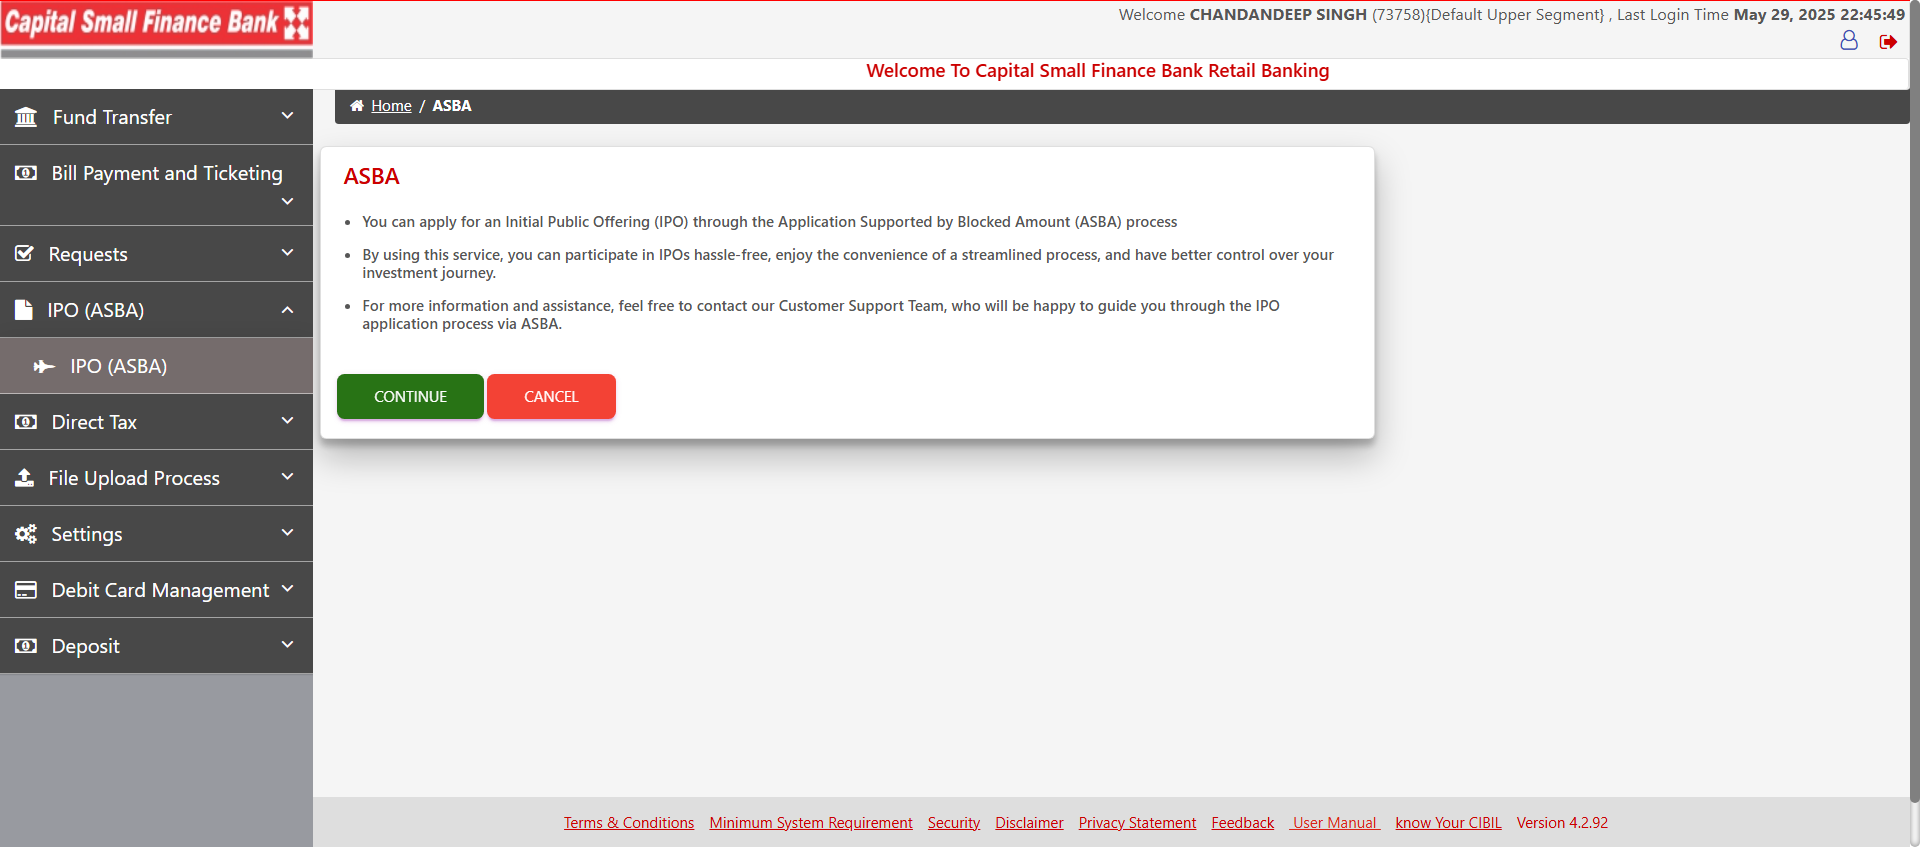 Capital Small Finance Bank
Welcome CHANDANDEEP SINGH (73758){Default Upper Segment} , Last Login Time May 29, 2025 22:45:49
Welcome To Capital Small Finance Bank Retail Banking
Fund Transfer
Bill Payment and Ticketing
Requests
IPO (ASBA)
IPO (ASBA)
Direct Tax
File Upload Process
Settings
Debit Card Management
Deposit
Home / ASBA
ASBA
• You can apply for an Initial Public Offering (IPO) through the Application Supported by Blocked Amount (ASBA) process
• By using this service, you can participate in IPOs hassle-free, enjoy the convenience of a streamlined process, and have better control over your
investment journey.
• For more information and assistance, feel free to contact our Customer Support Team, who will be happy to guide you through the IPO
application process via ASBA.
CONTINUE CANCEL
Terms & Conditions Minimum System Requirement Security Disclaimer Privacy Statement Feedback User Manual know Your CIBIL Version 4.2.92